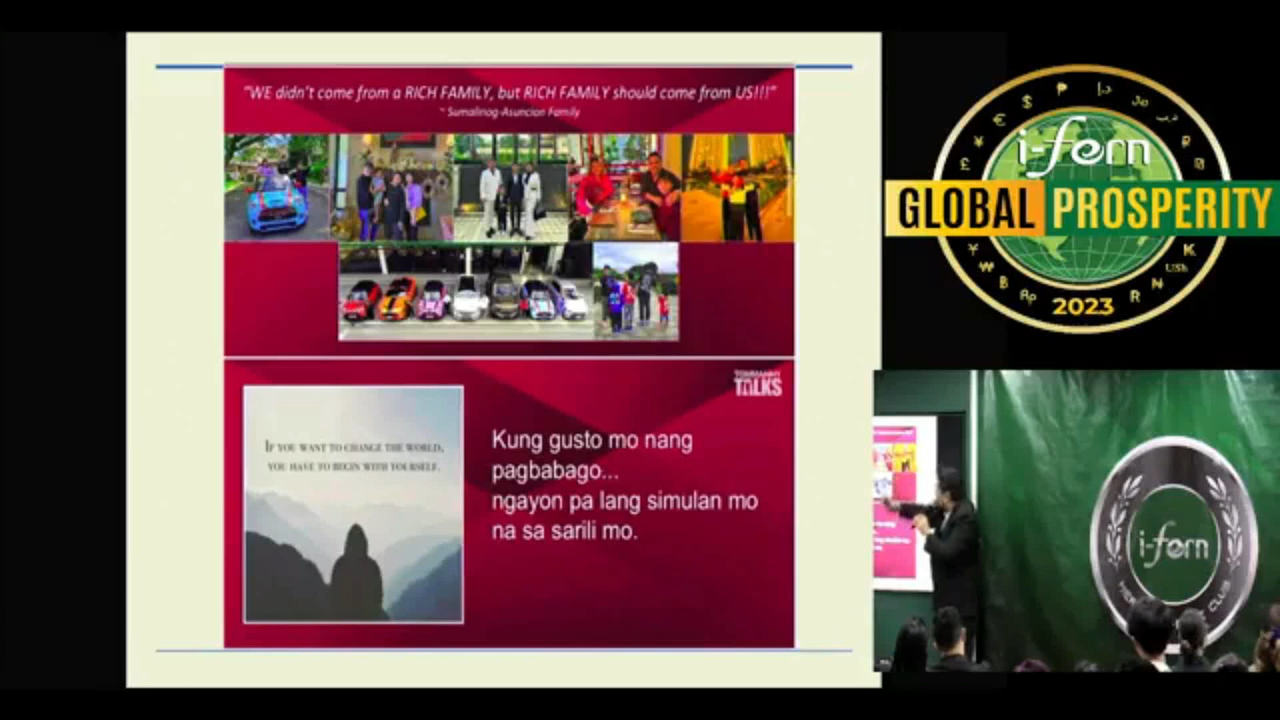 "WE didn't come from a RICH FAMILY, but RICH FAMILY should come from US!!!"
~ Sumalinog-Asuncion Family
TALKS
IF YOU WANT TO CHANGE THE WORLD,
YOU HAVE TO BEGIN WITH YOURSELF.
Kung gusto mo nang
pagbabago...
ngayon pa lang simulan mo
na sa sarili mo.
i-fern
GLOBAL PROSPERITY
2023
i-fern
CLUB